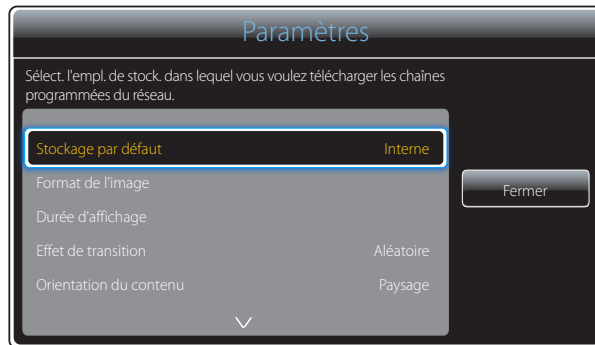 Paramètres
Sélect. l'empl. de stock. dans lequel vous voulez télécharger les chaînes
programmées du réseau.
Stockage par défaut Interne
Format de l'image
Fermer
Durée d'affichage
Effet de transition Aléatoire
Orientation du contenu Paysage